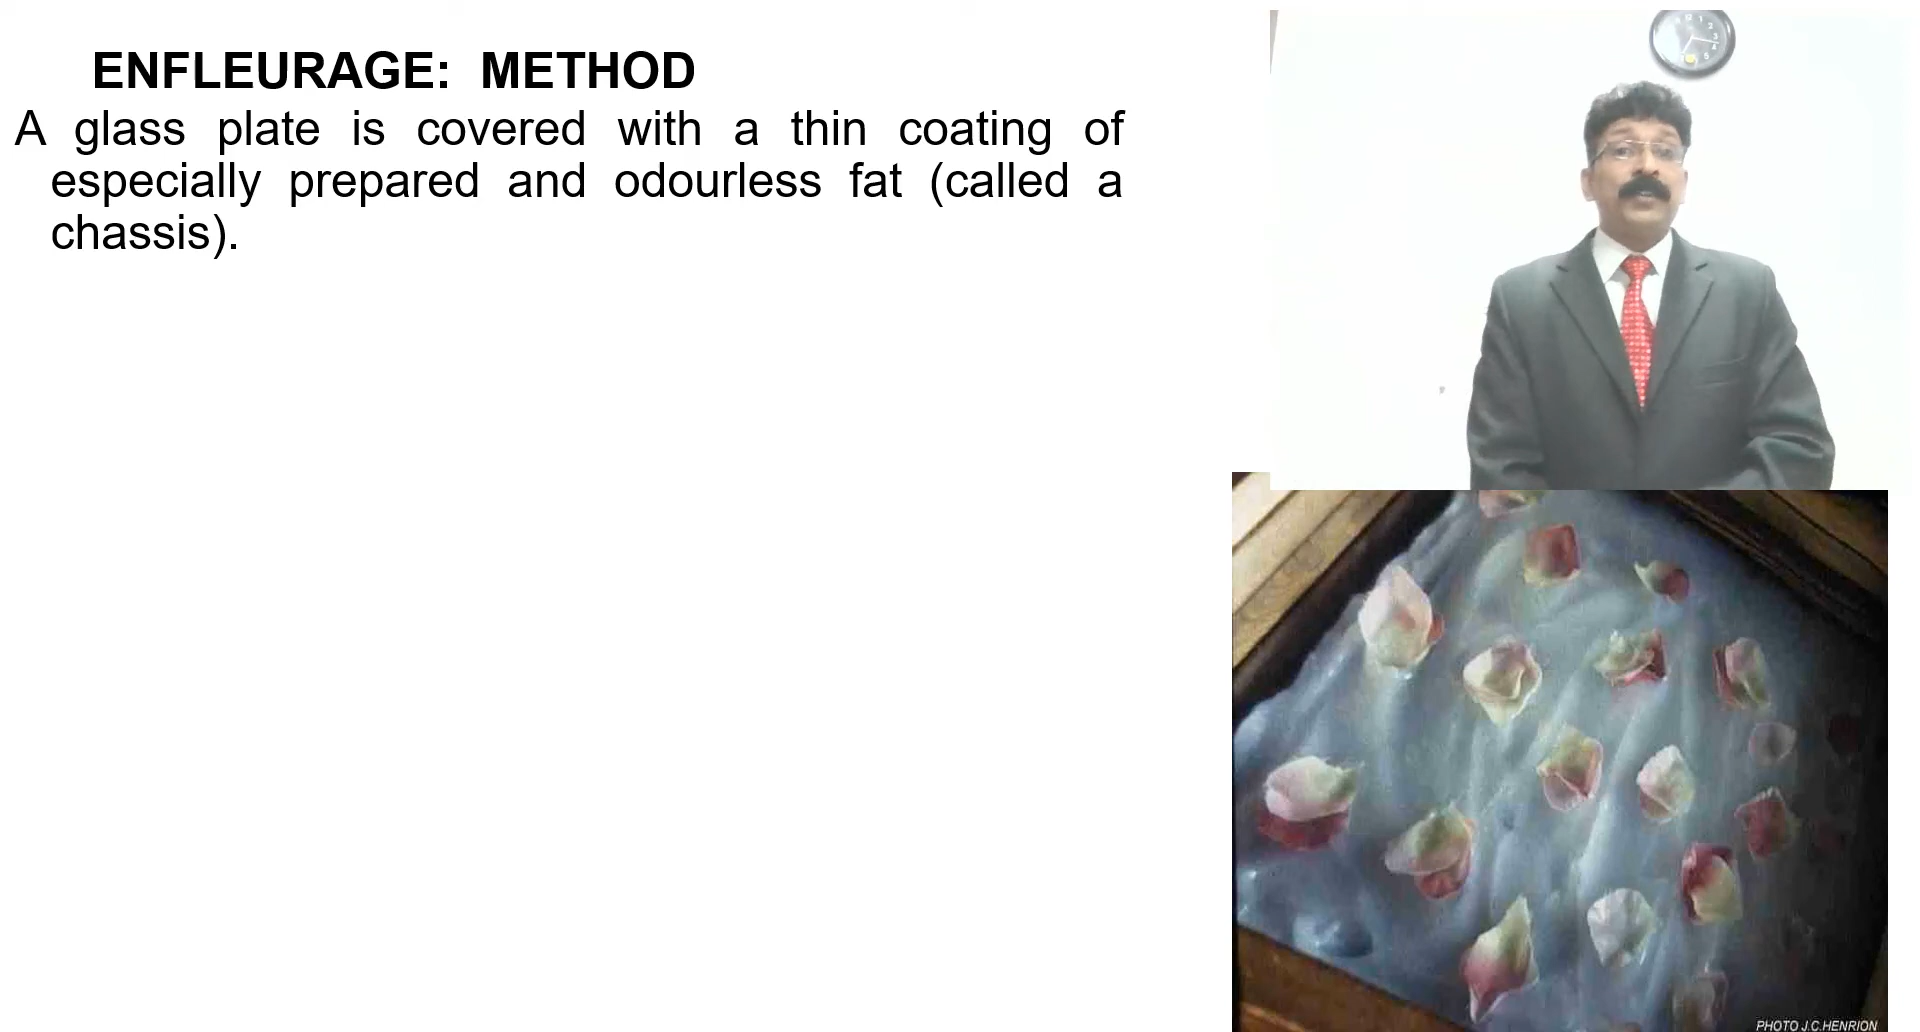 ENFLEURAGE: METHOD
A glass plate is covered with a thin coating of
especially prepared and odourless fat (called a
chassis).
PHOTO J.C.HENRION